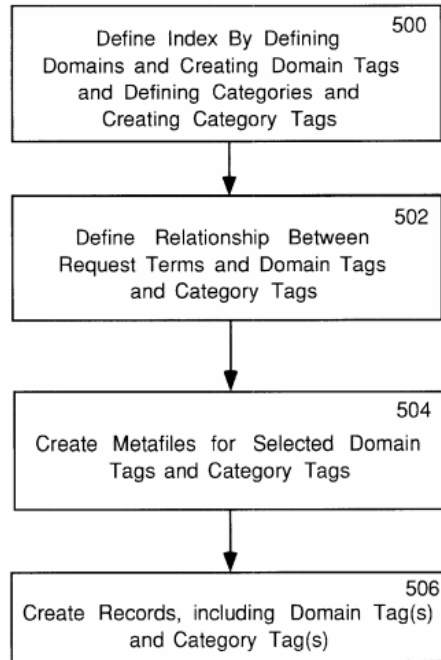 500
Define Index By Defining
Domains and Creating Domain Tags
and Defining Categories and
Creating Category Tags
502
Define Relationship Between
Request Terms and Domain Tags
and Category Tags
504
Create Metafiles for Selected Domain
Tags and Category Tags
506
Create Records, including Domain Tag(s)
and Category Tag(s)